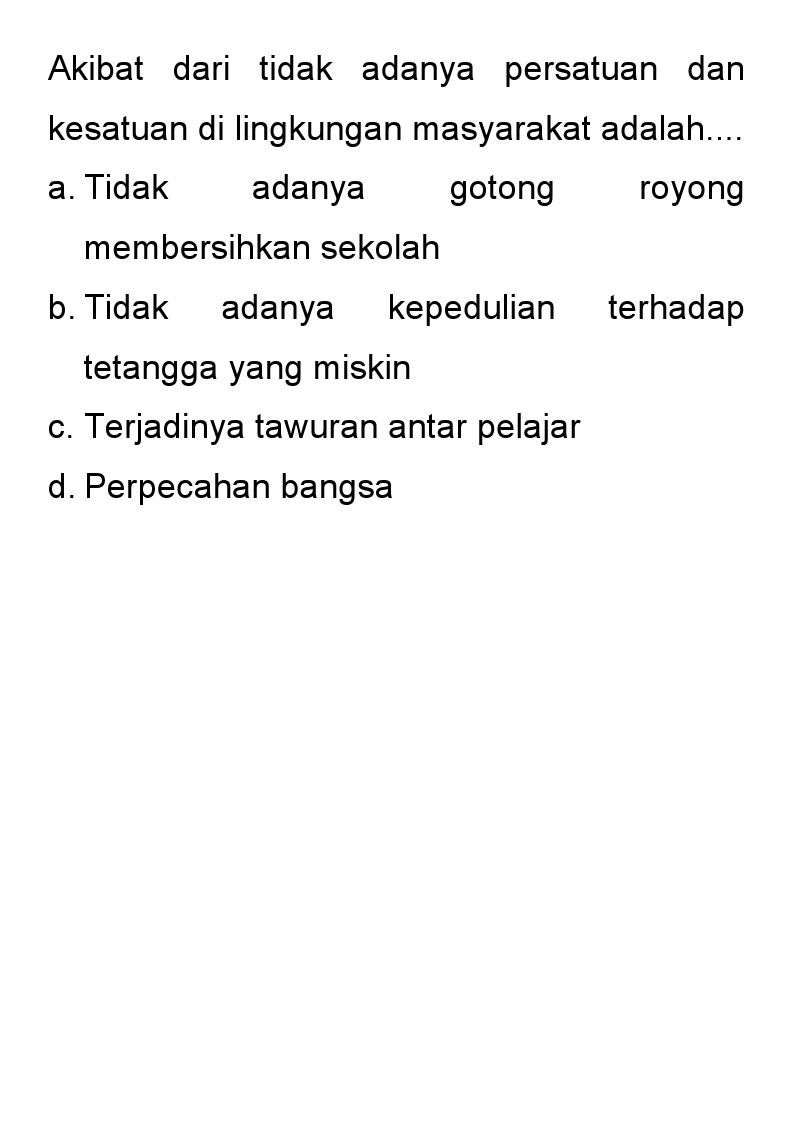 Akibat dari tidak adanya persatuan dan
kesatuan di lingkungan masyarakat adalah....
a. Tidak adanya gotong royong
membersihkan sekolah
b. Tidak adanya kepedulian terhadap
tetangga yang miskin
c. Terjadinya tawuran antar pelajar
d. Perpecahan bangsa